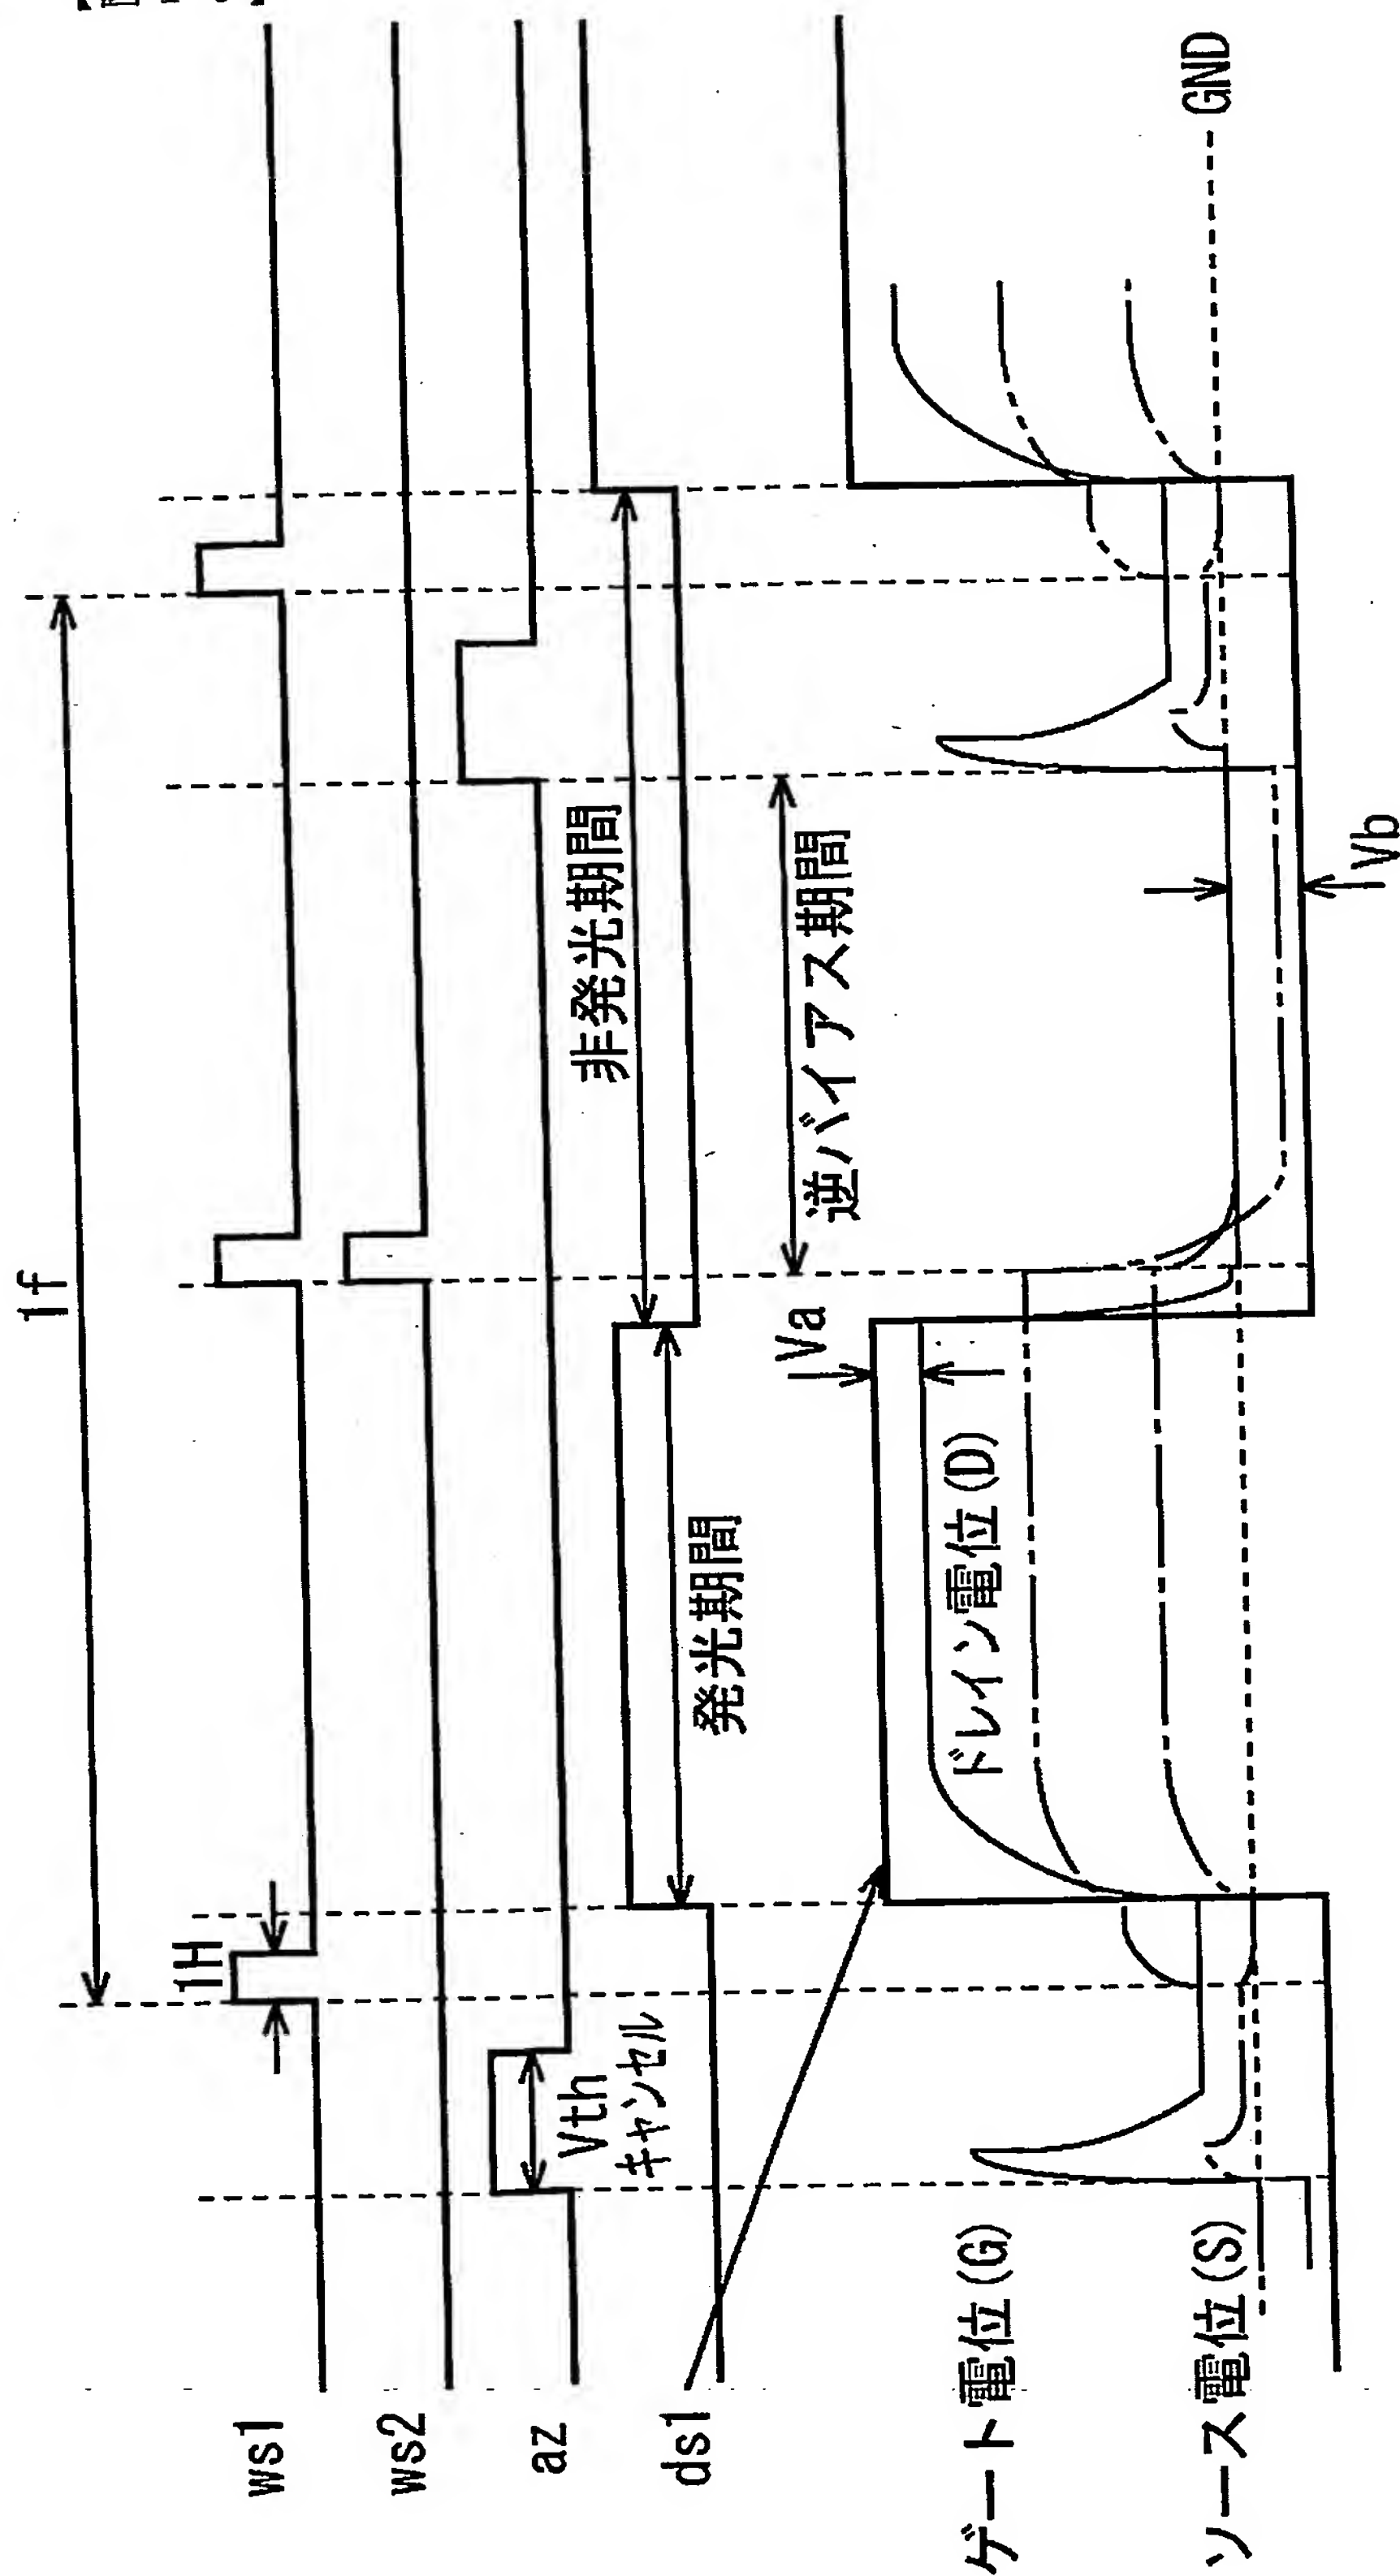 1f
ws1
1H
ws2
az
Vth
キャンセル
ds1
発光期間
非発光期間
逆バイアス期間
Va
ドレイン電位(D)
ゲート電位(G)
ソース電位(S)
GND
Vb